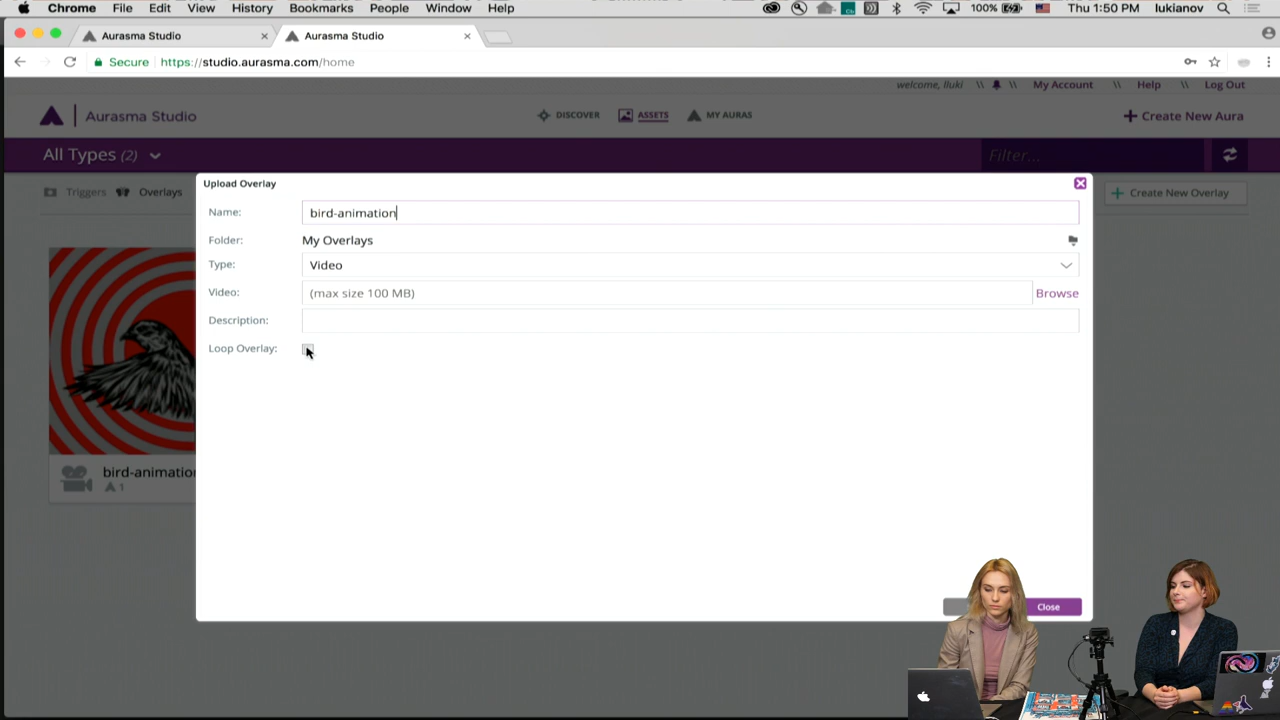 Chrome File Edit View History Bookmarks People Window Help 100% Thu 1:50 PM lukianov
Aurasma Studio × Aurasma Studio ×
Secure https://studio.aurasma.com/home
welcome, lluki \\ \\ My Account \\ Help \\ Log Out
Aurasma Studio DISCOVER ASSETS MY AURAS + Create New Aura
All Types (2) Filter...
Triggers Overlays + Create New Overlay
Upload Overlay
Name: bird-animation
Folder: My Overlays
Type: Video
Video: (max size 100 MB) Browse
Description:
Loop Overlay:
bird-animation
1
Close